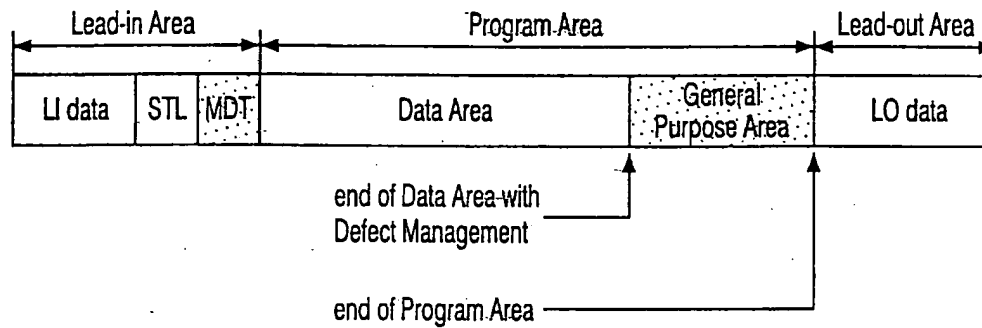 Lead-in Area Program Area Lead-out Area
LI data STL MDT Data Area General Purpose Area LO data
end of Data Area with
Defect Management
end of Program Area